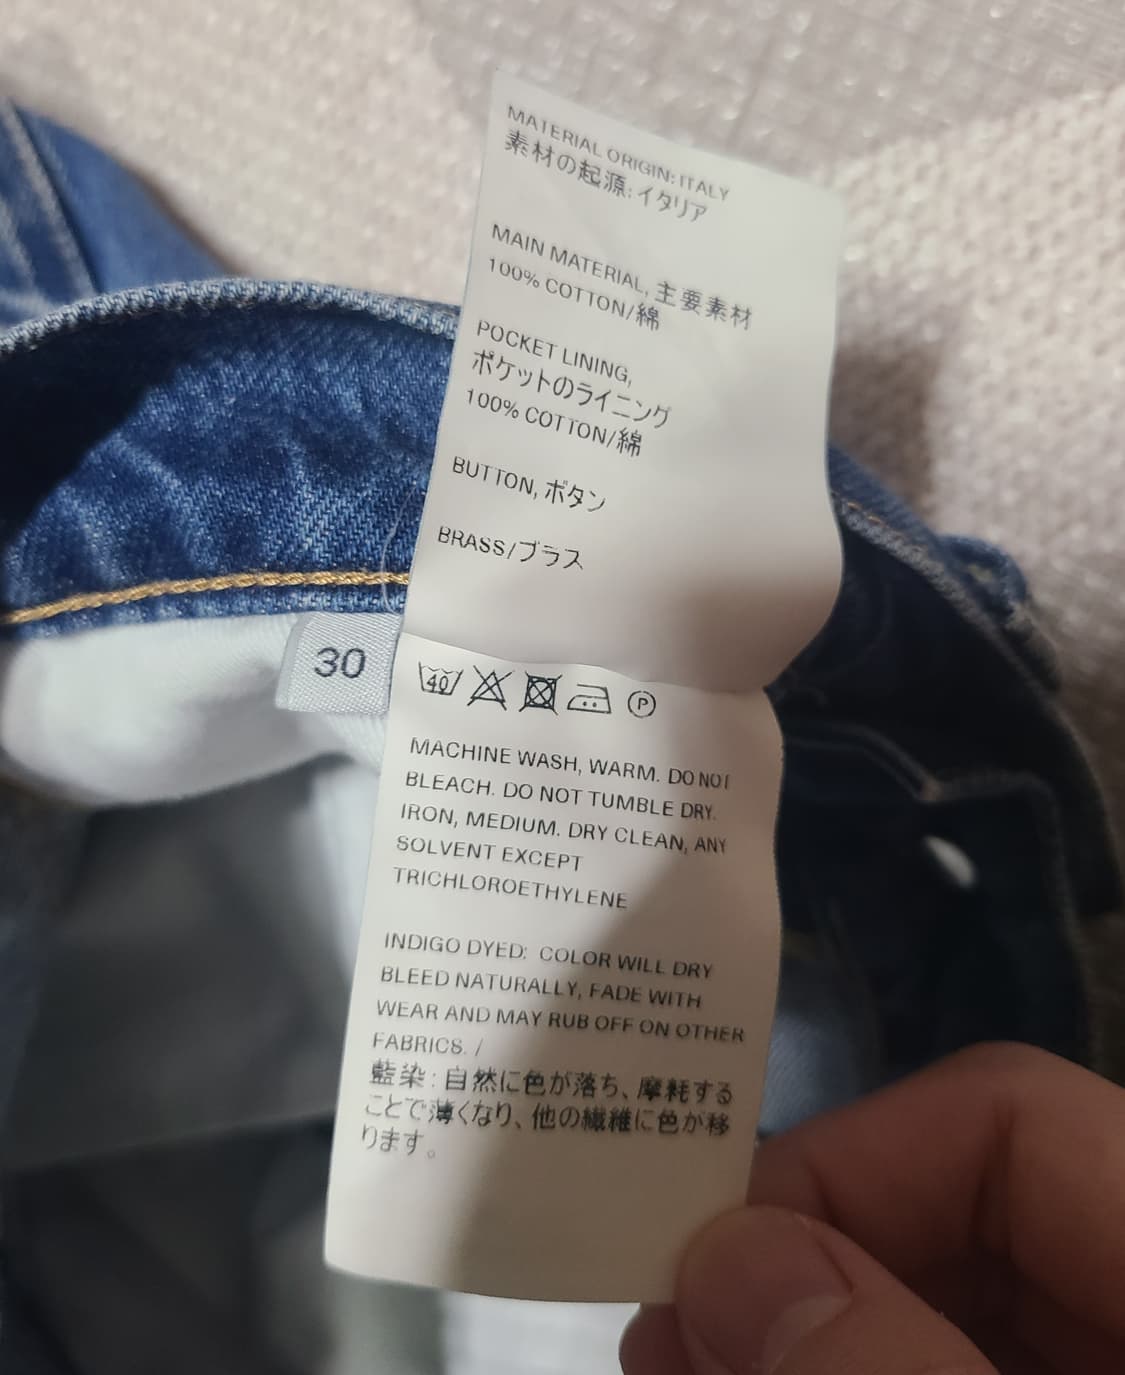 MATERIAL ORIGIN: ITALY
素材の起源: イタリア
MAIN MATERIAL, 主要素材
100% COTTON/綿
POCKET LINING,
ポケットのライニング
100% COTTON/綿
BUTTON, ボタン
BRASS/ブラス
30
40 P
MACHINE WASH, WARM. DO NOT
BLEACH. DO NOT TUMBLE DRY.
IRON, MEDIUM. DRY CLEAN, ANY
SOLVENT EXCEPT
TRICHLOROETHYLENE
INDIGO DYED: COLOR WILL DRY
BLEED NATURALLY, FADE WITH
WEAR AND MAY RUB OFF ON OTHER
FABRICS. /
藍染: 自然に色が落ち、摩耗する
ことで薄くなり、他の繊維に色が移
ります。